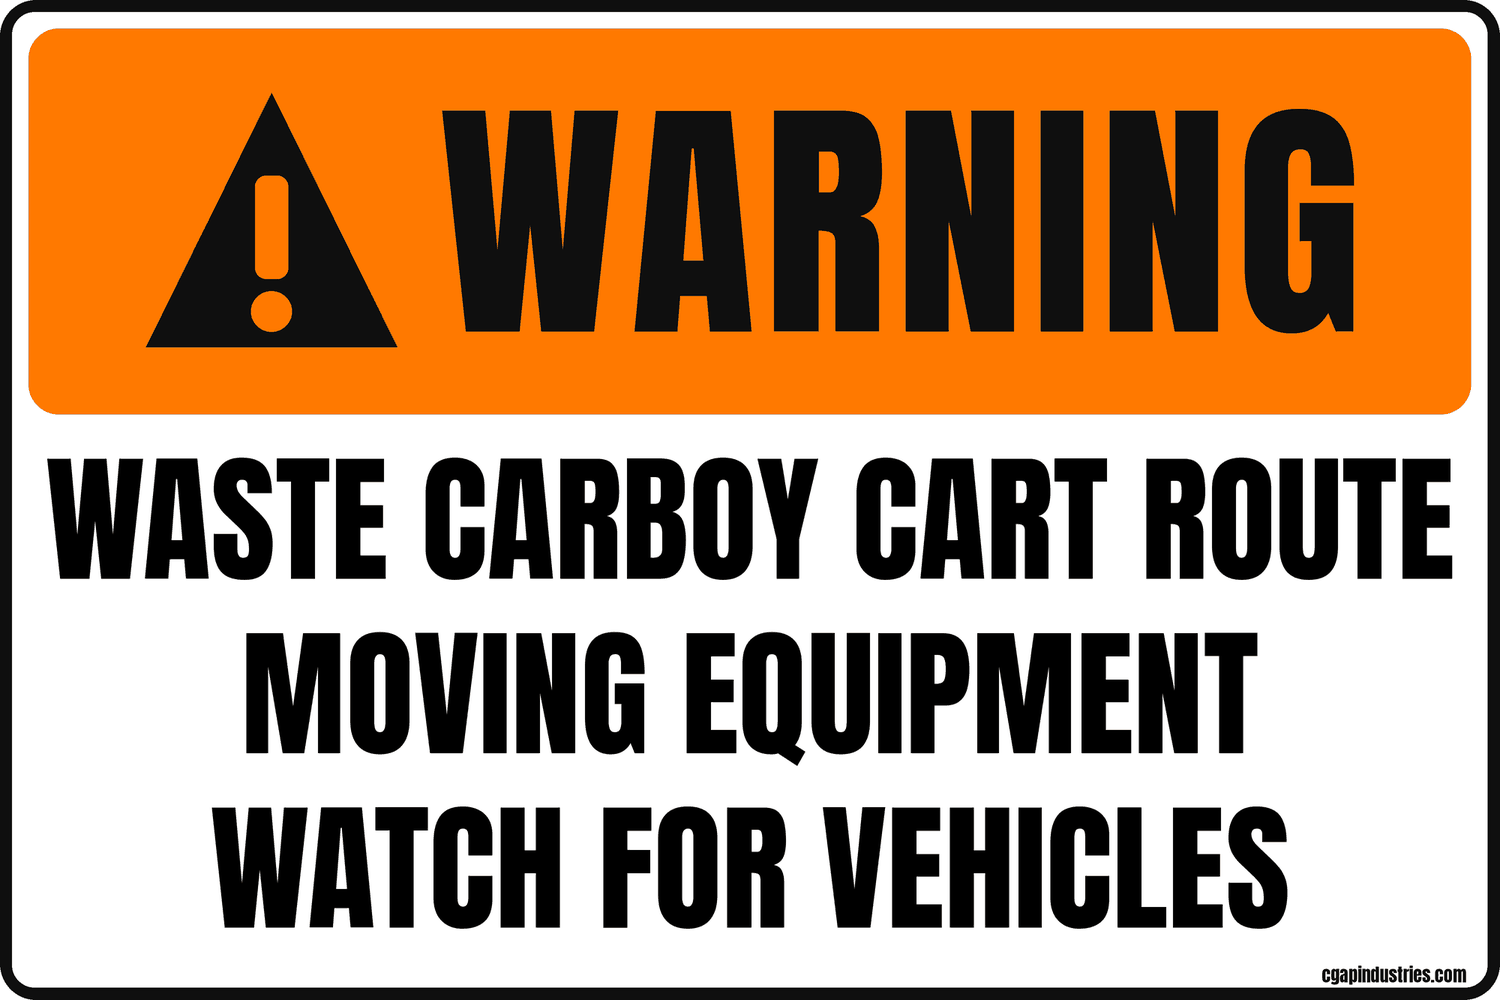 WARNING
WASTE CARBOY CART ROUTE
MOVING EQUIPMENT
WATCH FOR VEHICLES
cgapindustries.com